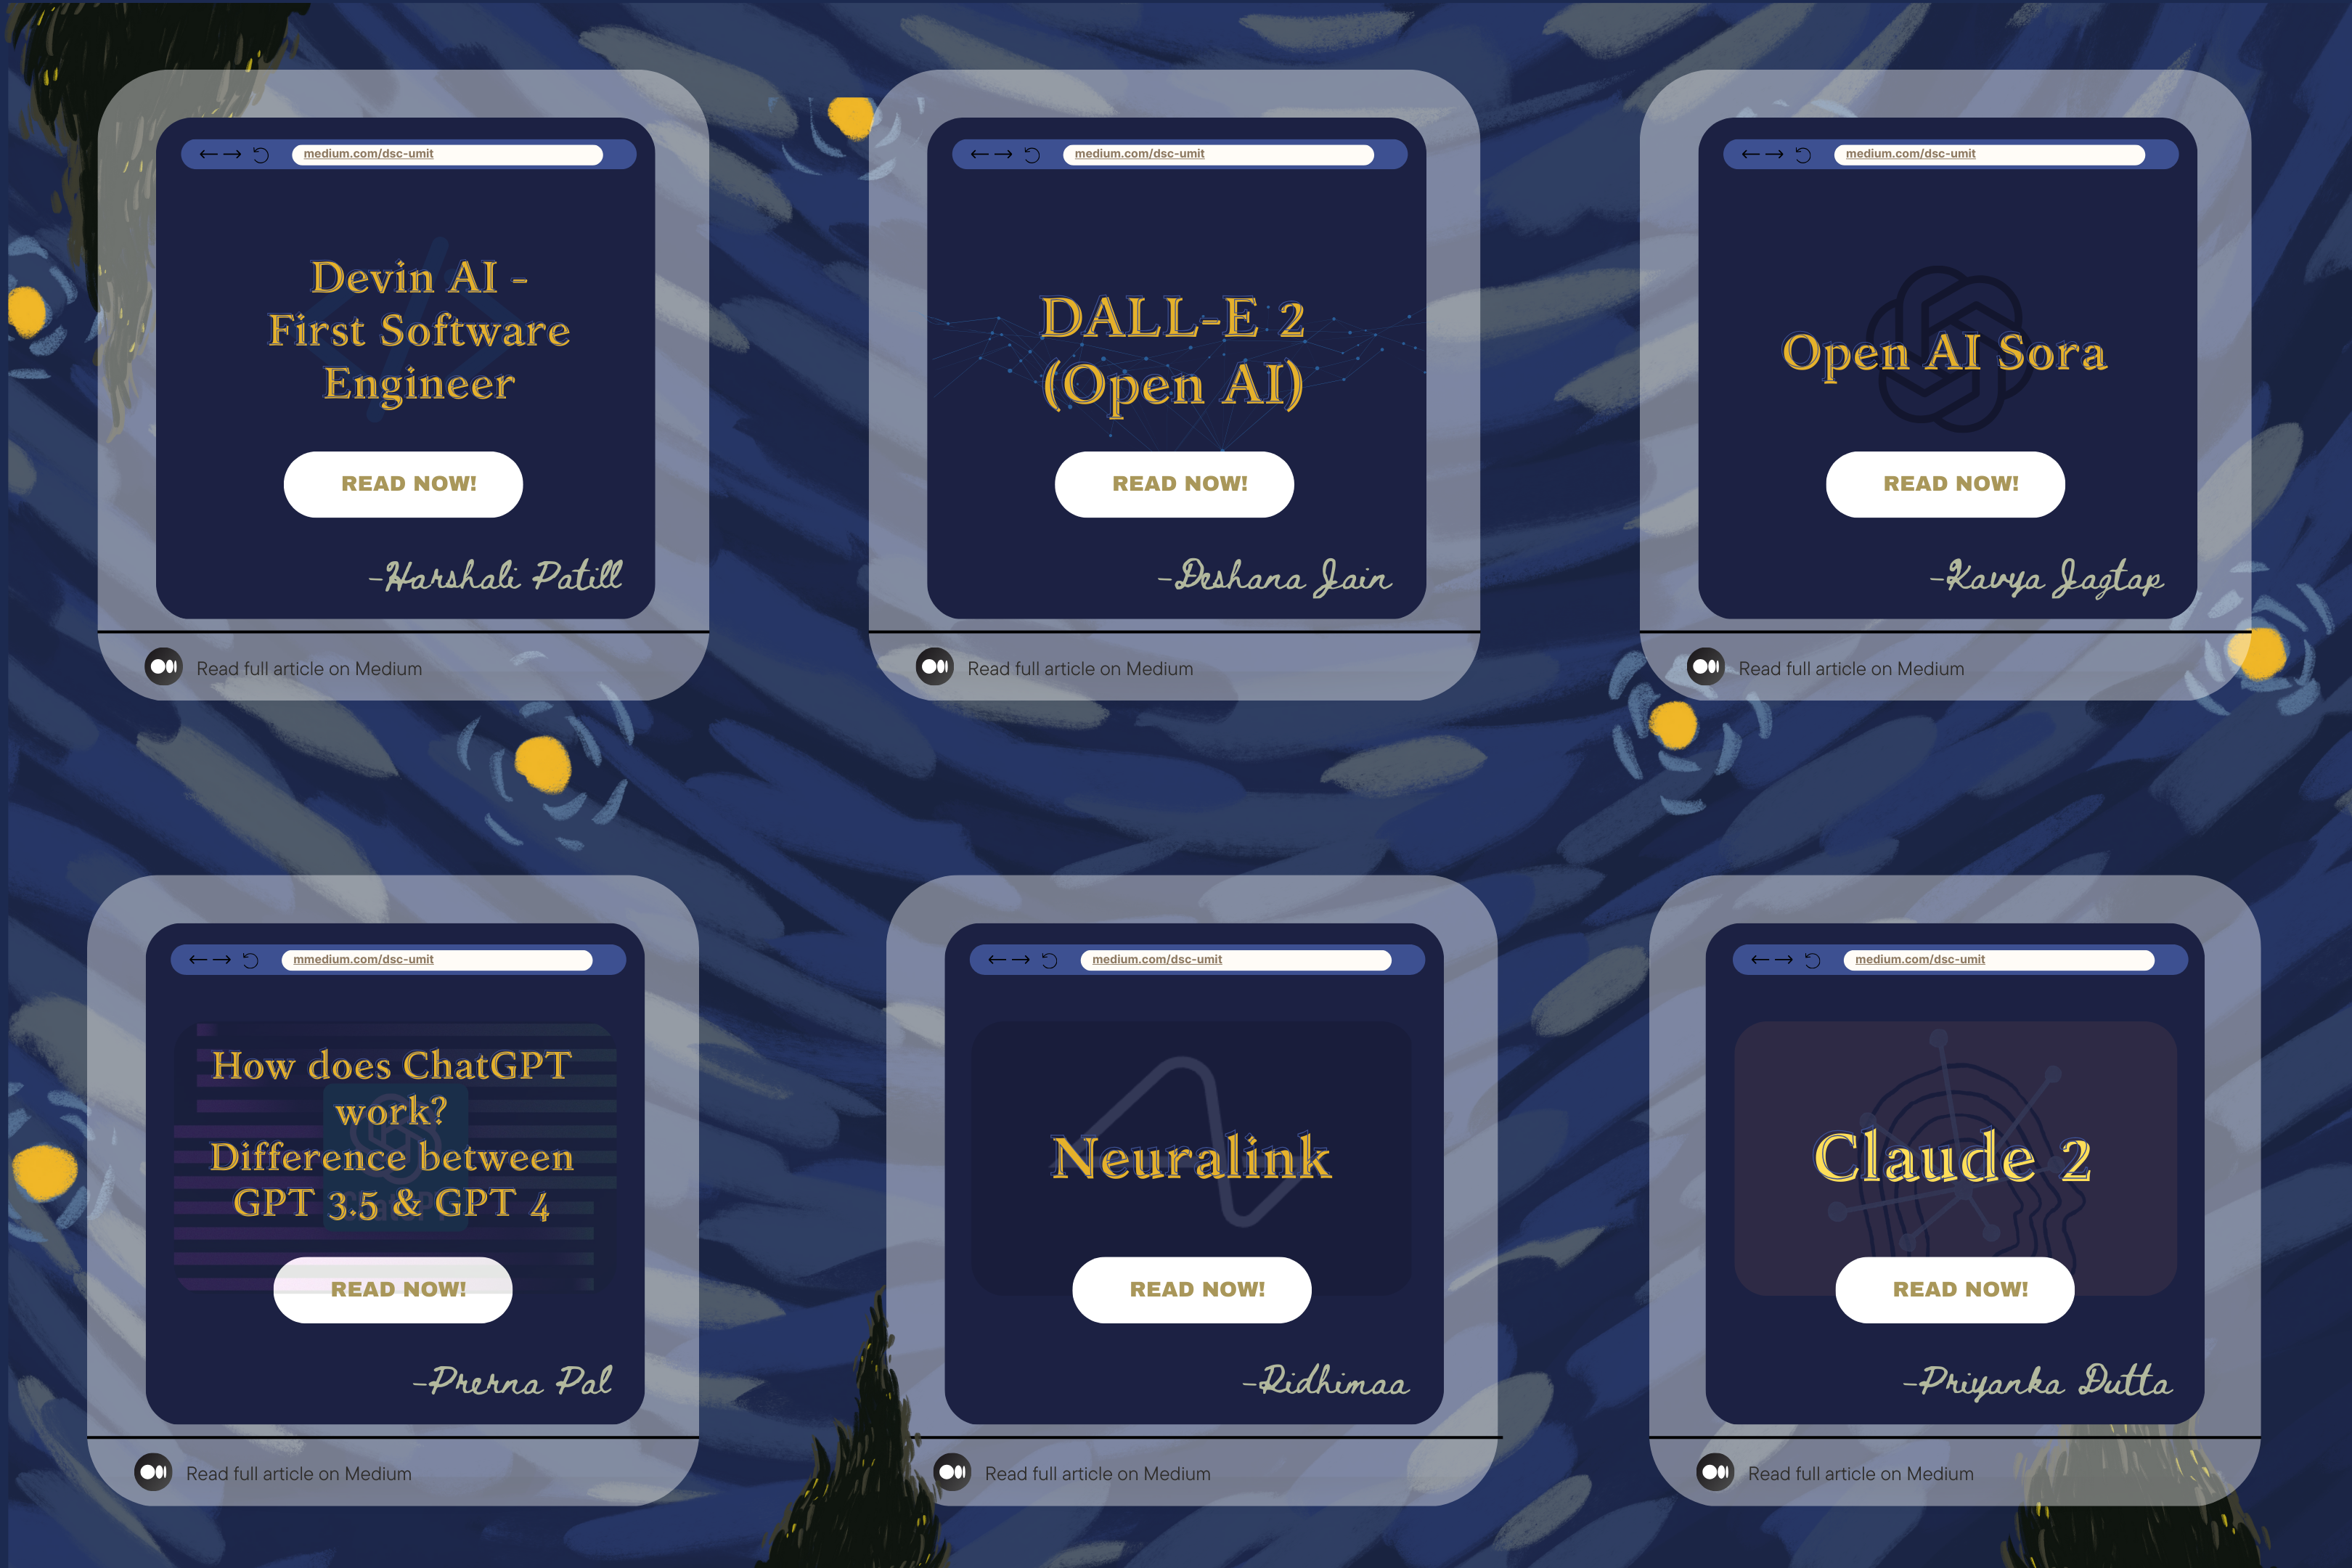 medium.com/dsc-umit
Devin AI -
First Software
Engineer
READ NOW!
-Harshali Patill
Read full article on Medium
medium.com/dsc-umit
DALL-E 2
(Open AI)
READ NOW!
-Deshana Jain
Read full article on Medium
medium.com/dsc-umit
Open AI Sora
READ NOW!
-Kavya Jagtap
Read full article on Medium
mmedium.com/dsc-umit
How does ChatGPT
work?
Difference between
GPT 3.5 & GPT 4
READ NOW!
-Prerna Pal
Read full article on Medium
medium.com/dsc-umit
Neuralink
READ NOW!
-Ridhimaa
Read full article on Medium
medium.com/dsc-umit
Claude 2
READ NOW!
-Priyanka Dutta
Read full article on Medium